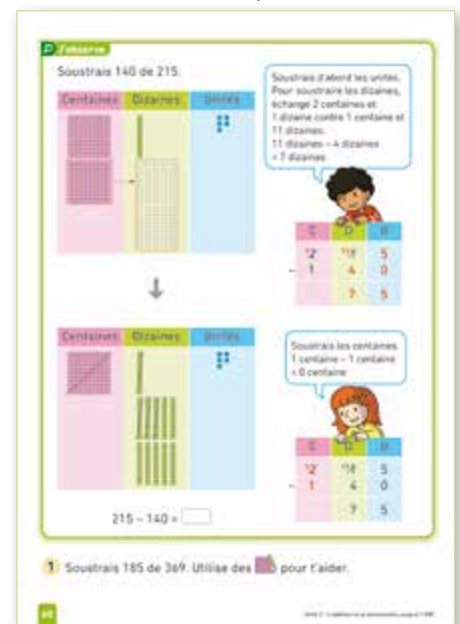 J'observe
Soustrais 140 de 215.
Centaines Dizaines Unités
Soustrais d'abord les unités.
Pour soustraire les dizaines,
échange 2 centaines et
1 dizaine contre 1 centaine et
11 dizaines.
11 dizaines – 4 dizaines
= 7 dizaines
C D U
2 5
- 1 4 0
7 5
Centaines Dizaines Unités
Soustrais les centaines.
1 centaine – 1 centaine
= 0 centaine
C D U
2 5
- 1 4 0
7 5
215 – 140 =
1 Soustrais 185 de 369. Utilise des pour t'aider.